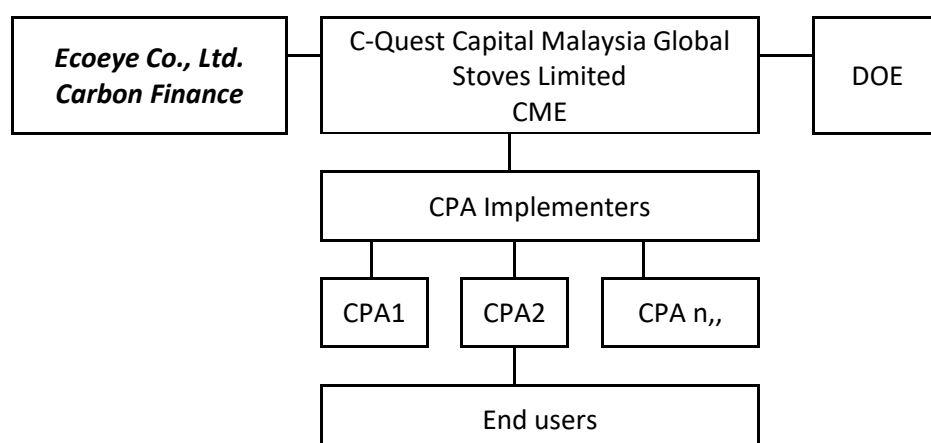 Ecoeye Co., Ltd.
Carbon Finance
C-Quest Capital Malaysia Global
Stoves Limited
CME
DOE
CPA Implementers
CPA1
CPA2
CPA n,,
End users